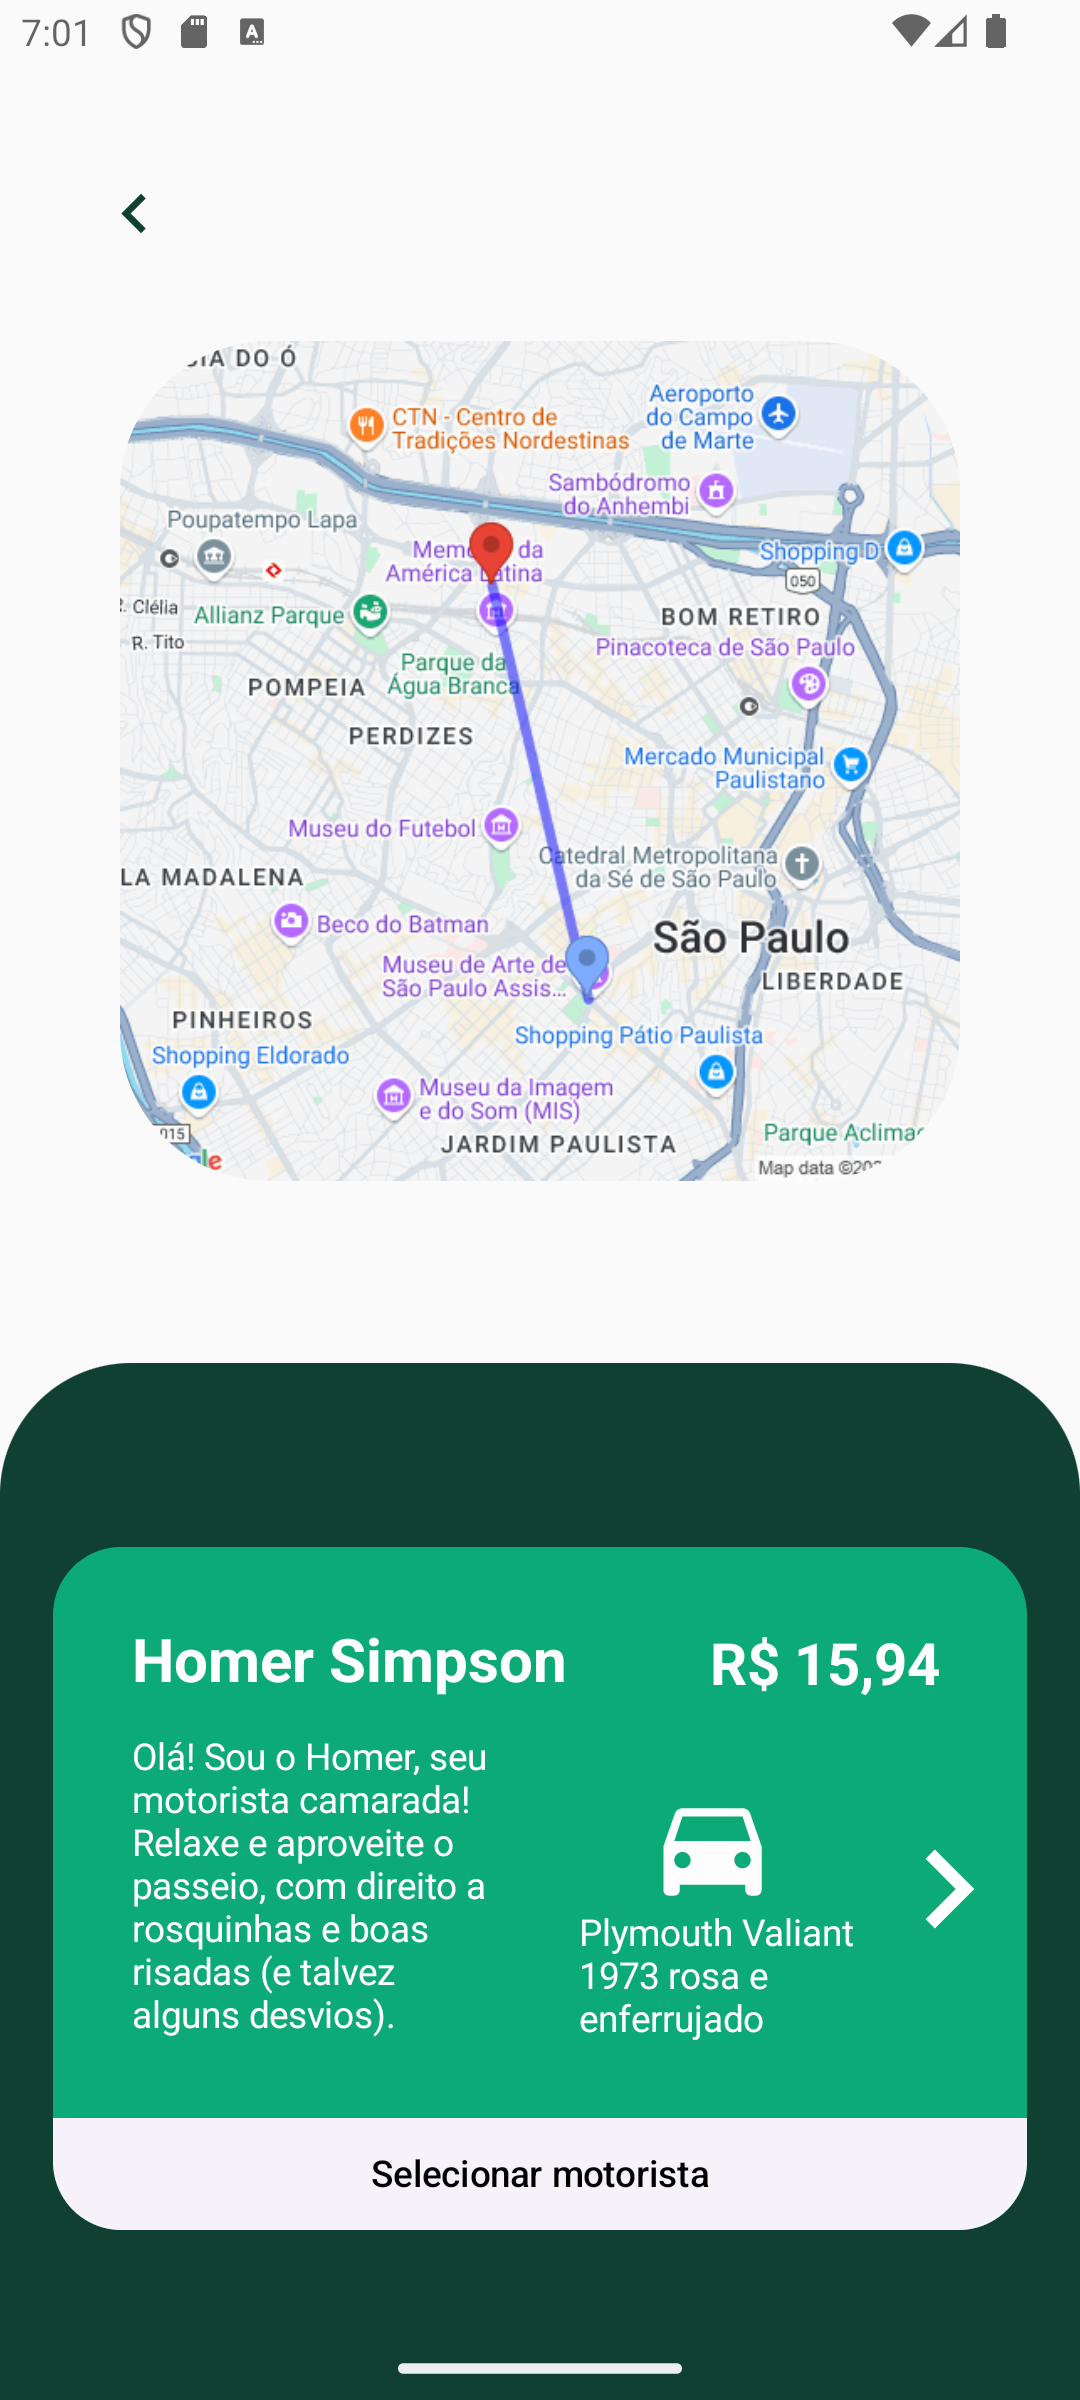 7:01
DO Ó
CTN - Centro de
Tradições Nordestinas
Aeroporto
do Campo
de Marte
Sambódromo
do Anhembi
Poupatempo Lapa
da
América Latina
Shopping D
050
Clélia
Allianz Parque
R. Tito
BOM RETIRO
Pinacoteca de São Paulo
Parque da
Água Branca
POMPEIA
PERDIZES
Mercado Municipal
Paulistano
Museu do Futebol
Catedral Metropolitana
da Sé de São Paulo
LA MADALENA
Beco do Batman
São Paulo
Museu de Arte de
São Paulo Assis...
LIBERDADE
PINHEIROS
Shopping Pátio Paulista
Shopping Eldorado
Museu da Imagem
e do Som (MIS)
015
Parque Aclimaç
JARDIM PAULISTA
Map data
Homer Simpson
R$ 15,94
Olá! Sou o Homer, seu
motorista camarada!
Relaxe e aproveite o
passeio, com direito a
rosquinhas e boas
risadas (e talvez
alguns desvios).
Plymouth Valiant
1973 rosa e
enferrujado
Selecionar motorista